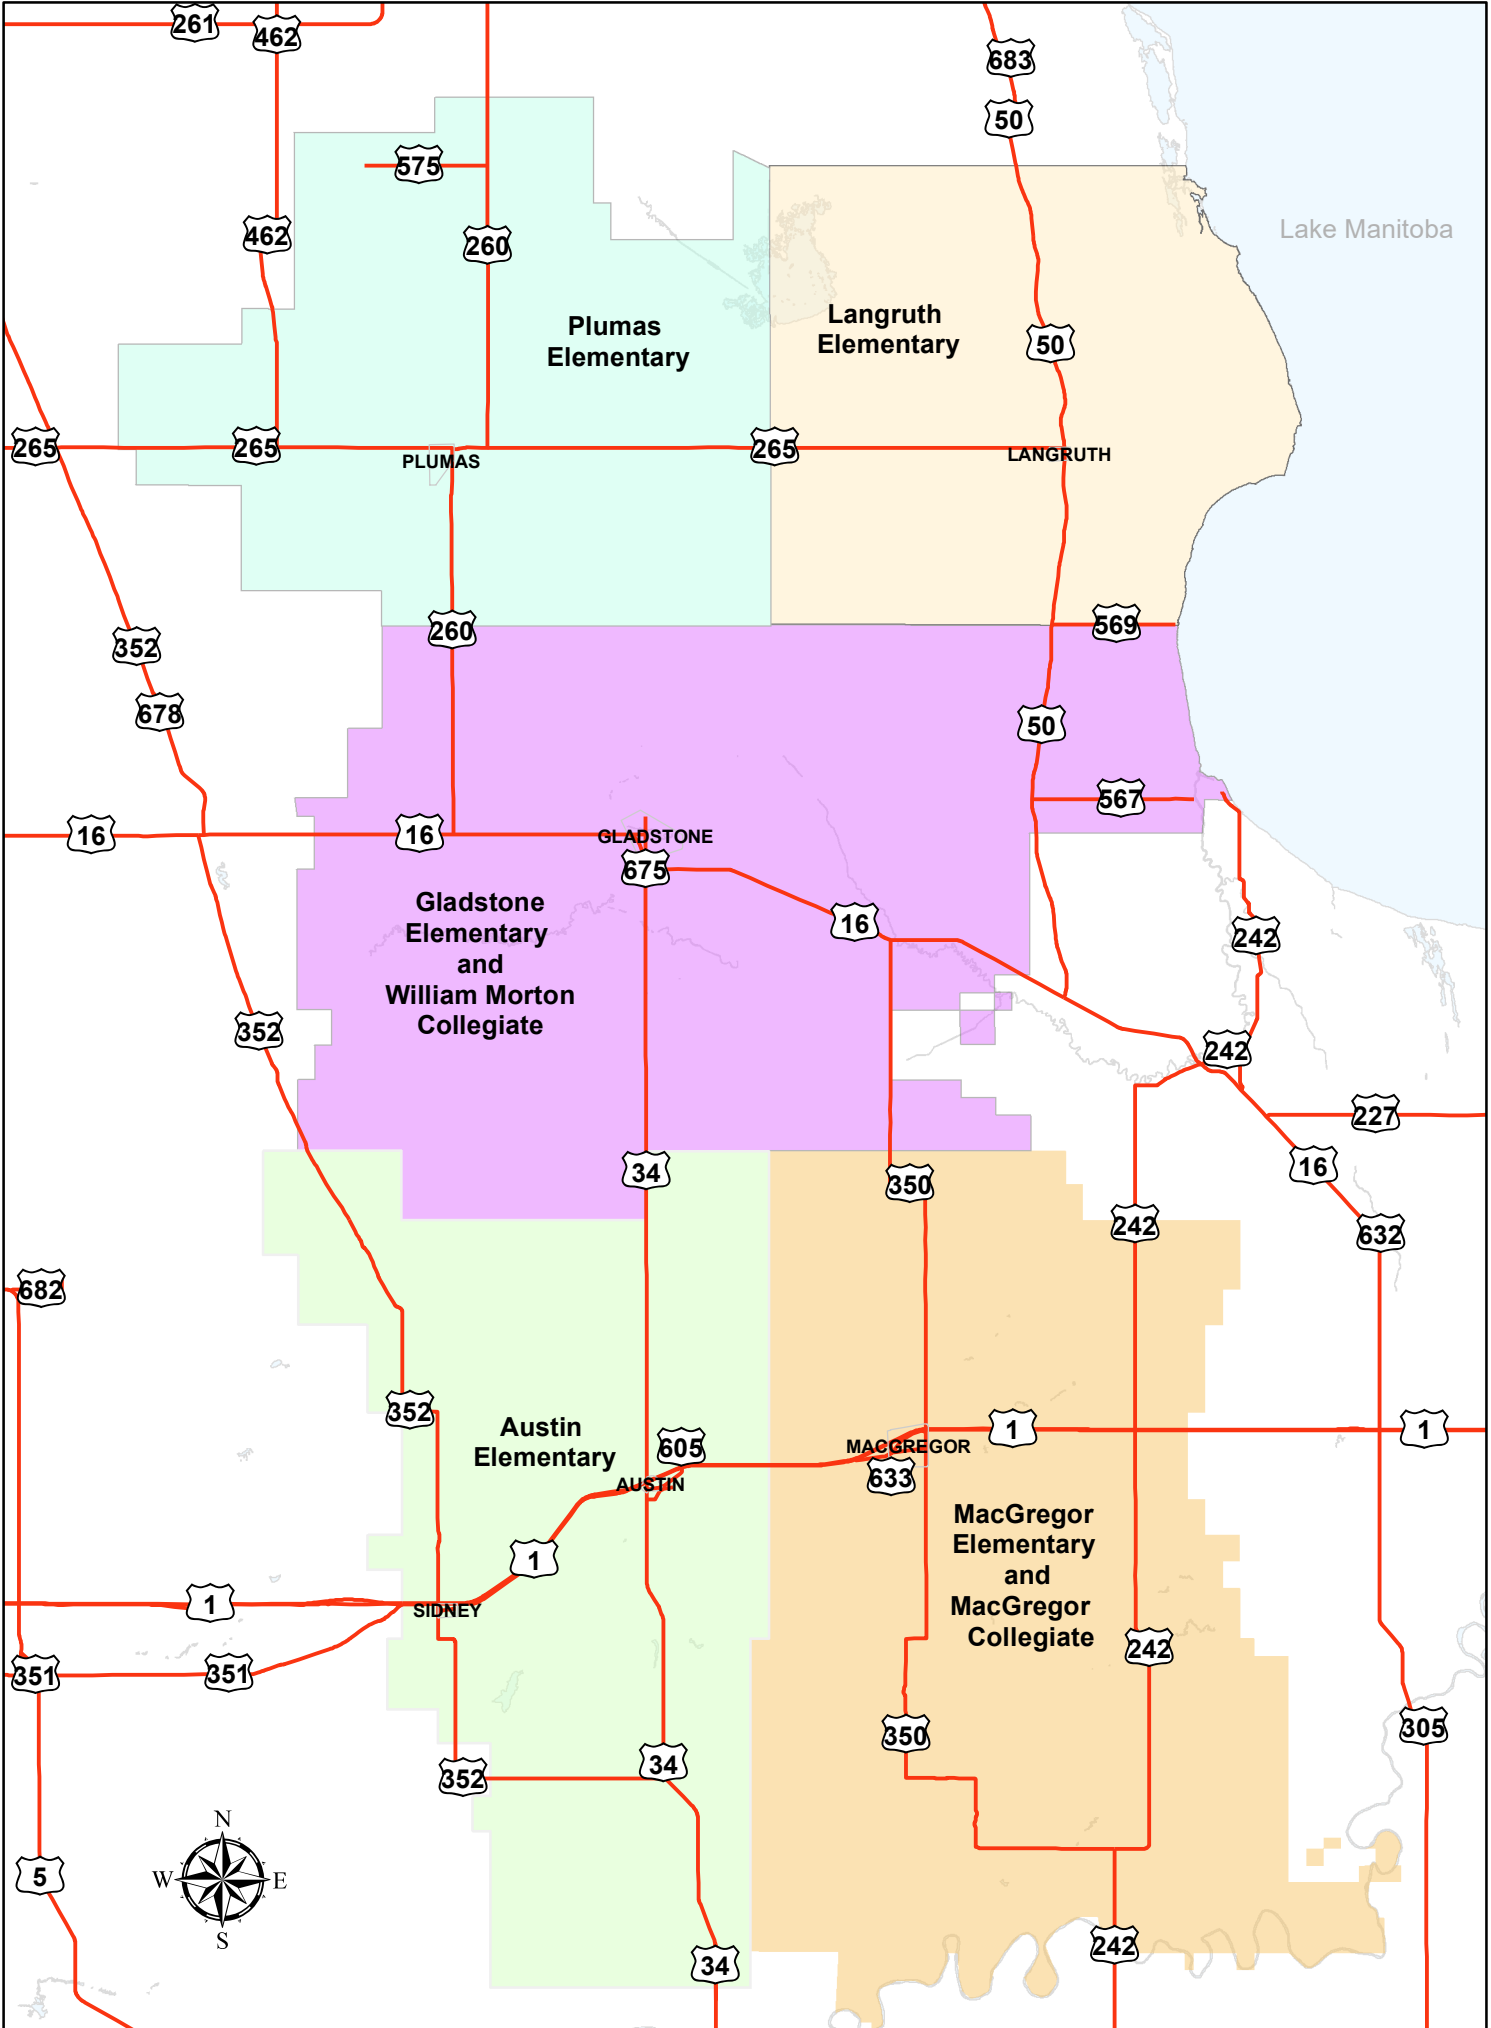 261
462
683
50
575
462
260
Lake Manitoba
Plumas
Elementary
Langruth
Elementary
50
265
265
265
PLUMAS
LANGRUTH
260
569
352
678
50
567
16
16
GLADSTONE
675
Gladstone
Elementary
and
William Morton
Collegiate
16
242
352
242
227
34
350
16
242
632
682
352
Austin
Elementary
605
1
1
MACGREGOR
633
AUSTIN
MacGregor
Elementary
and
MacGregor
Collegiate
1
1
SIDNEY
242
351
351
350
305
34
352
N
W
E
S
5
242
34